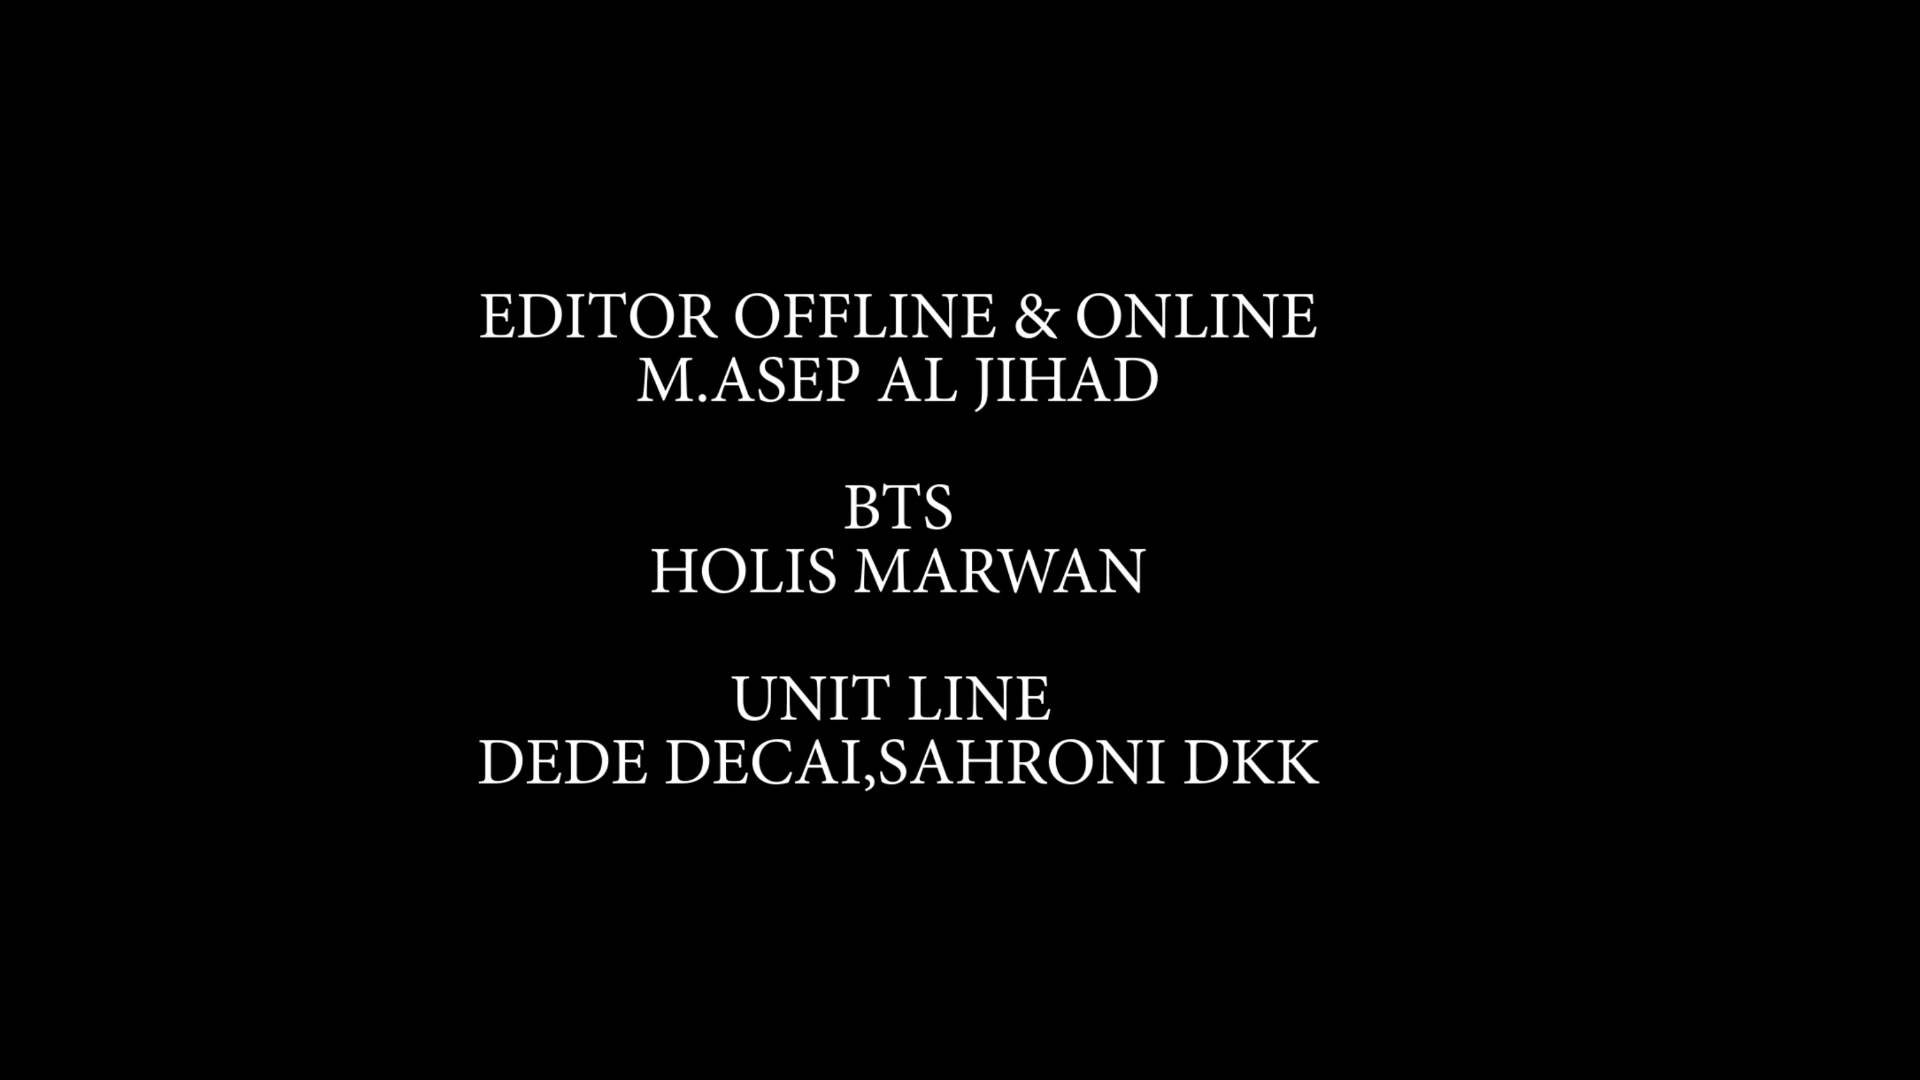 EDITOR OFFLINE & ONLINE
M.ASEP AL JIHAD
BTS
HOLIS MARWAN
UNIT LINE
DEDE DECAI,SAHRONI DKK